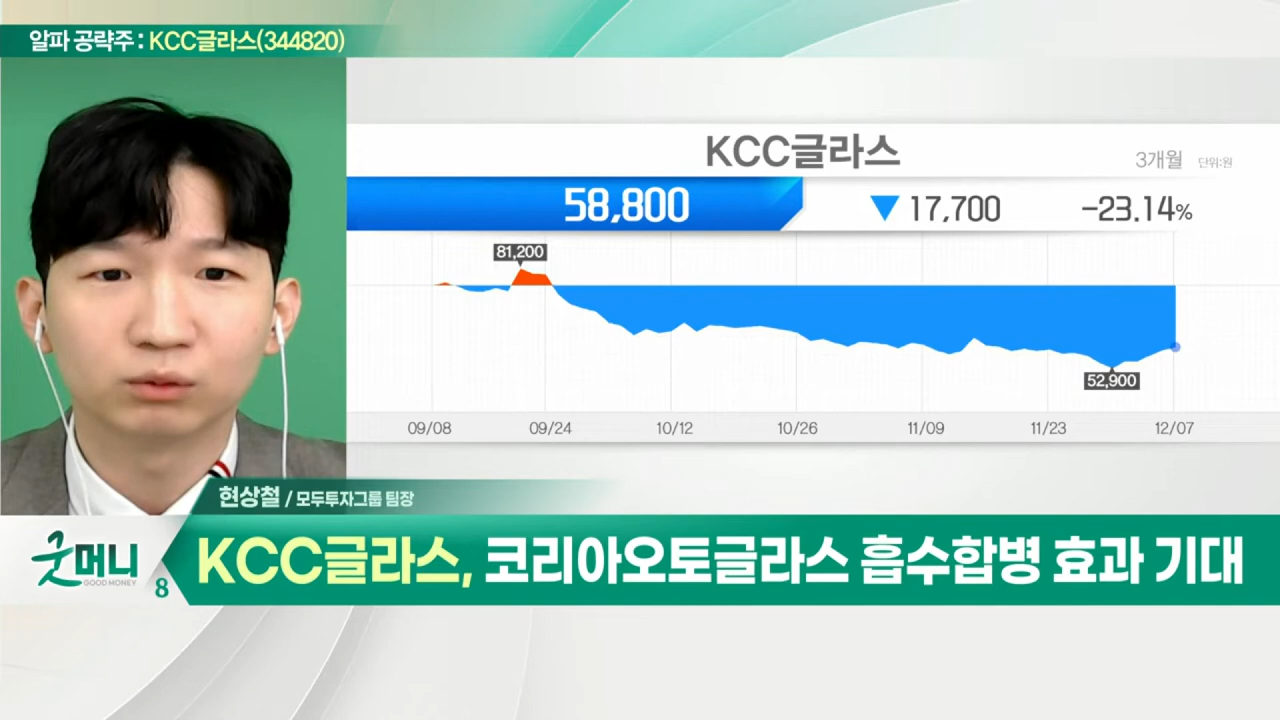 알파 공략주 : KCC글라스(344820)
KCC글라스
3개월 단위:원
58,800 ▼ 17,700 -23.14%
81,200
52,900
09/08 09/24 10/12 10/26 11/09 11/23 12/07
현상철 / 모두투자그룹 팀장
굿머니
GOOD MONEY
8
KCC글라스, 코리아오토글라스 흡수합병 효과 기대